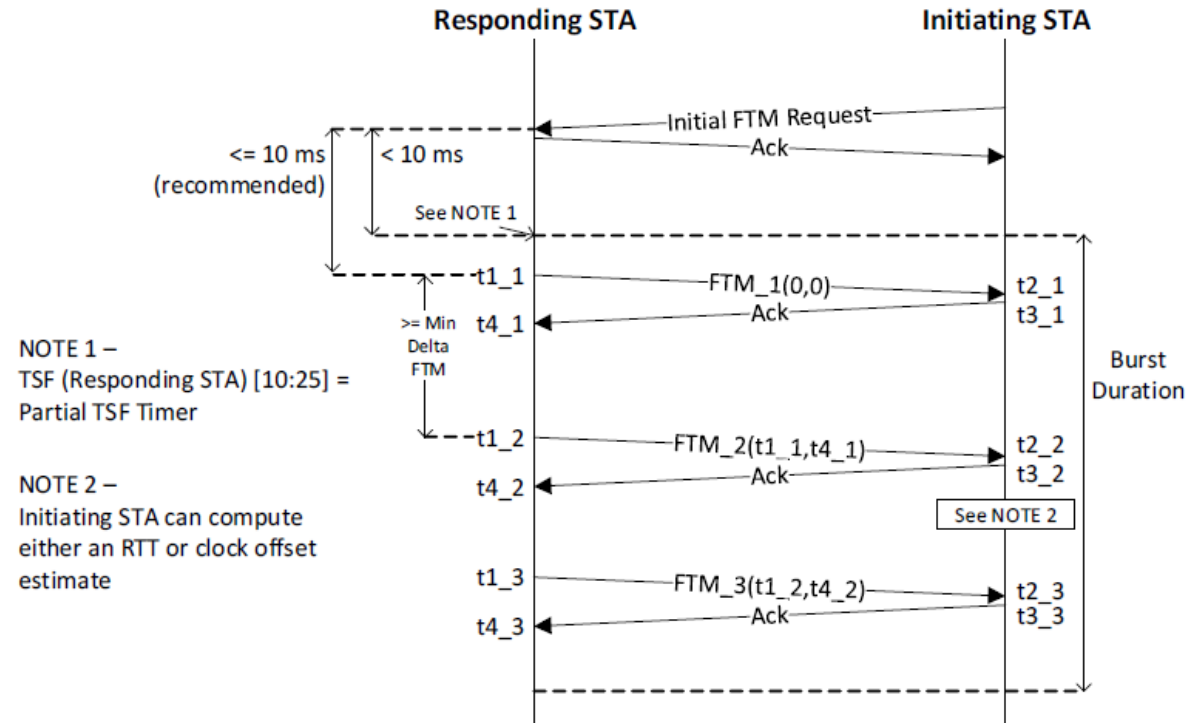 Responding STA
Initiating STA
Initial FTM Request
Ack
<= 10 ms
(recommended)
< 10 ms
See NOTE 1
t1_1
FTM_1(0,0)
t2_1
Ack
t3_1
t4_1
>= Min
Delta
FTM
NOTE 1 –
TSF (Responding STA) [10:25] =
Partial TSF Timer
Burst
Duration
t1_2
FTM_2(t1_1,t4_1)
t2_2
Ack
t3_2
t4_2
See NOTE 2
NOTE 2 –
Initiating STA can compute
either an RTT or clock offset
estimate
t1_3
FTM_3(t1_2,t4_2)
t2_3
Ack
t3_3
t4_3